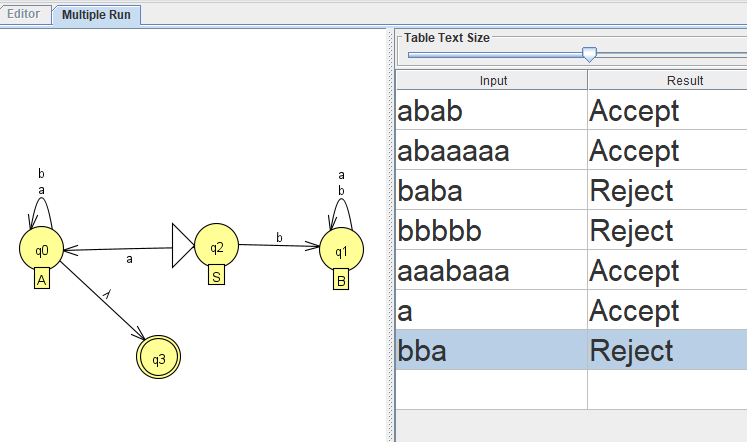 Editor
Multiple Run
Table Text Size
Input Result
abab Accept
abaaaaa Accept
baba Reject
bbbbb Reject
aaabaaa Accept
a Accept
bba Reject
b
a
q0
A
a
q2
S
b
a
b
q1
B
λ
q3